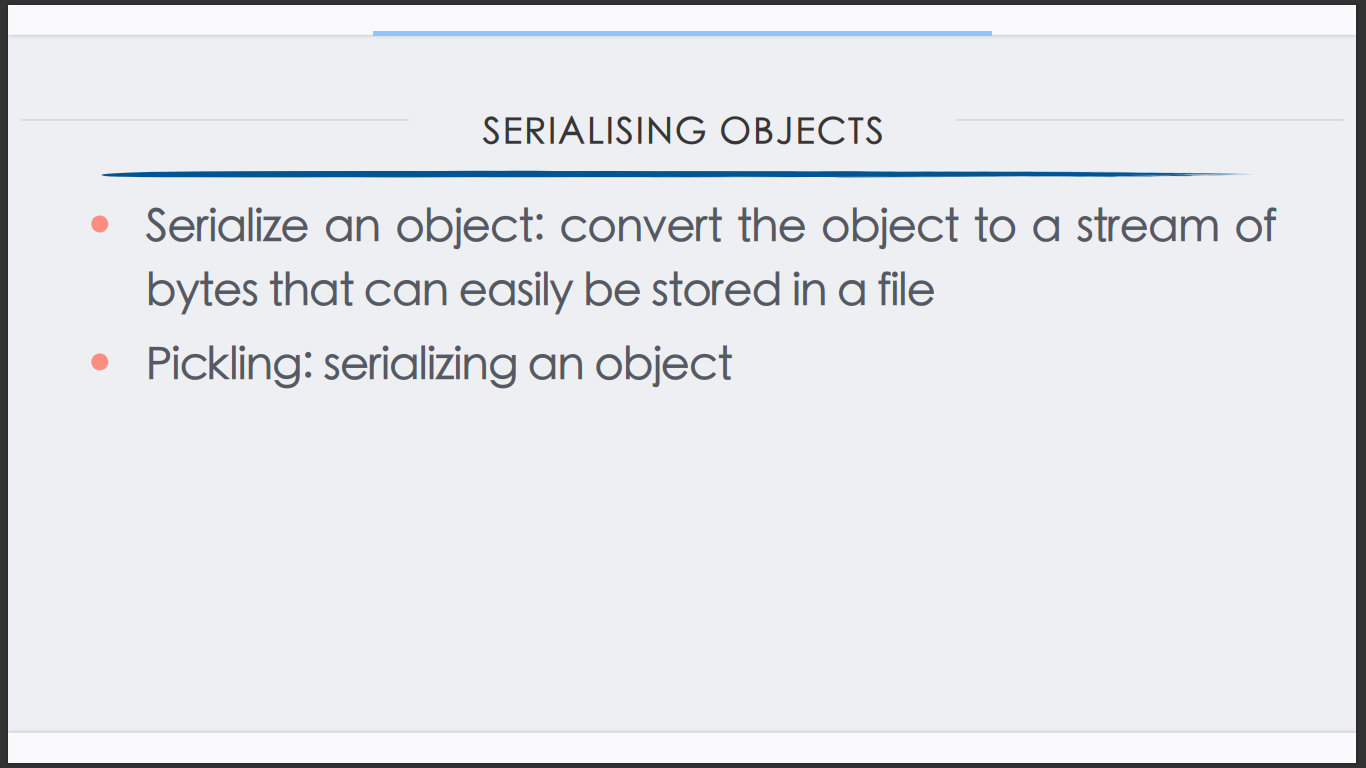 SERIALISING OBJECTS
Serialize an object: convert the object to a stream of
bytes that can easily be stored in a file
Pickling: serializing an object